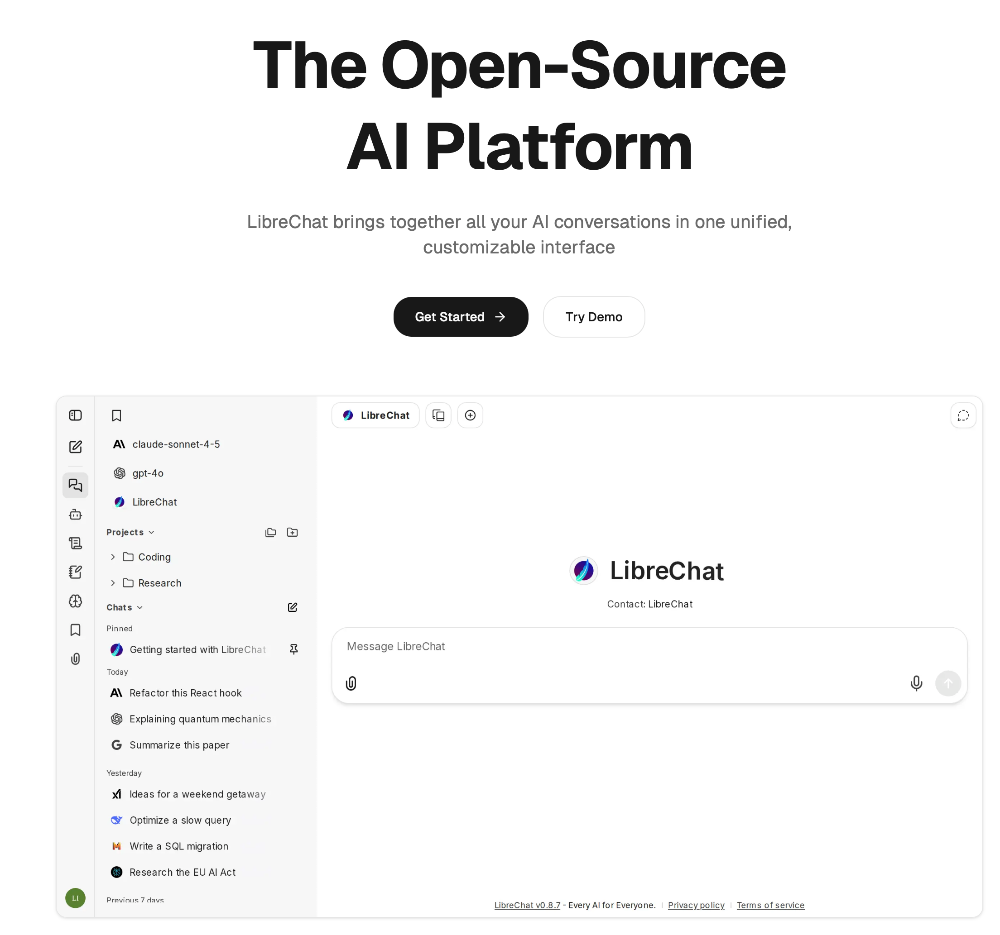 The Open-Source
AI Platform
LibreChat brings together all your AI conversations in one unified,
customizable interface
Get Started
Try Demo
claude-sonnet-4-5
gpt-4o
LibreChat
Projects
Coding
Research
Chats
Pinned
Getting started with LibreChat
Today
Refactor this React hook
Explaining quantum mechanics
Summarize this paper
Yesterday
Ideas for a weekend getaway
Optimize a slow query
Write a SQL migration
Research the EU AI Act
Previous 7 days
LI
LibreChat
LibreChat
Contact: LibreChat
Message LibreChat
LibreChat v0.8.7 - Every AI for Everyone. | Privacy policy | Terms of service